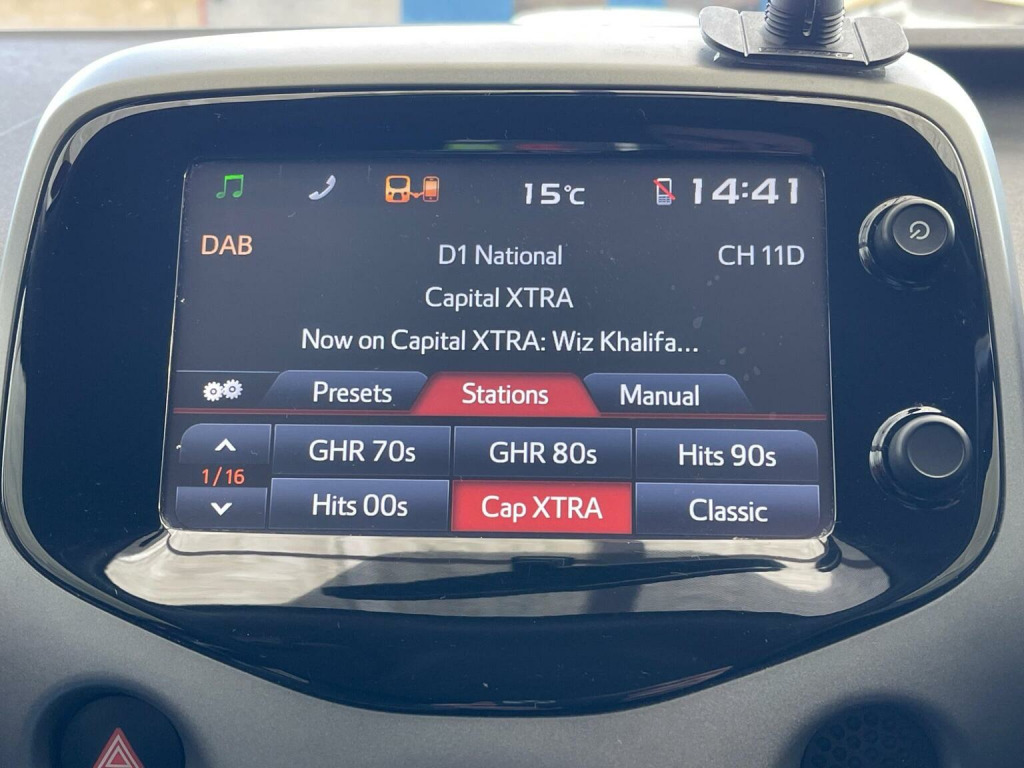 15°C 14:41
DAB D1 National CH 11D
Capital XTRA
Now on Capital XTRA: Wiz Khalifa...
Presets Stations Manual
GHR 70s GHR 80s Hits 90s
1/16
Hits 00s Cap XTRA Classic